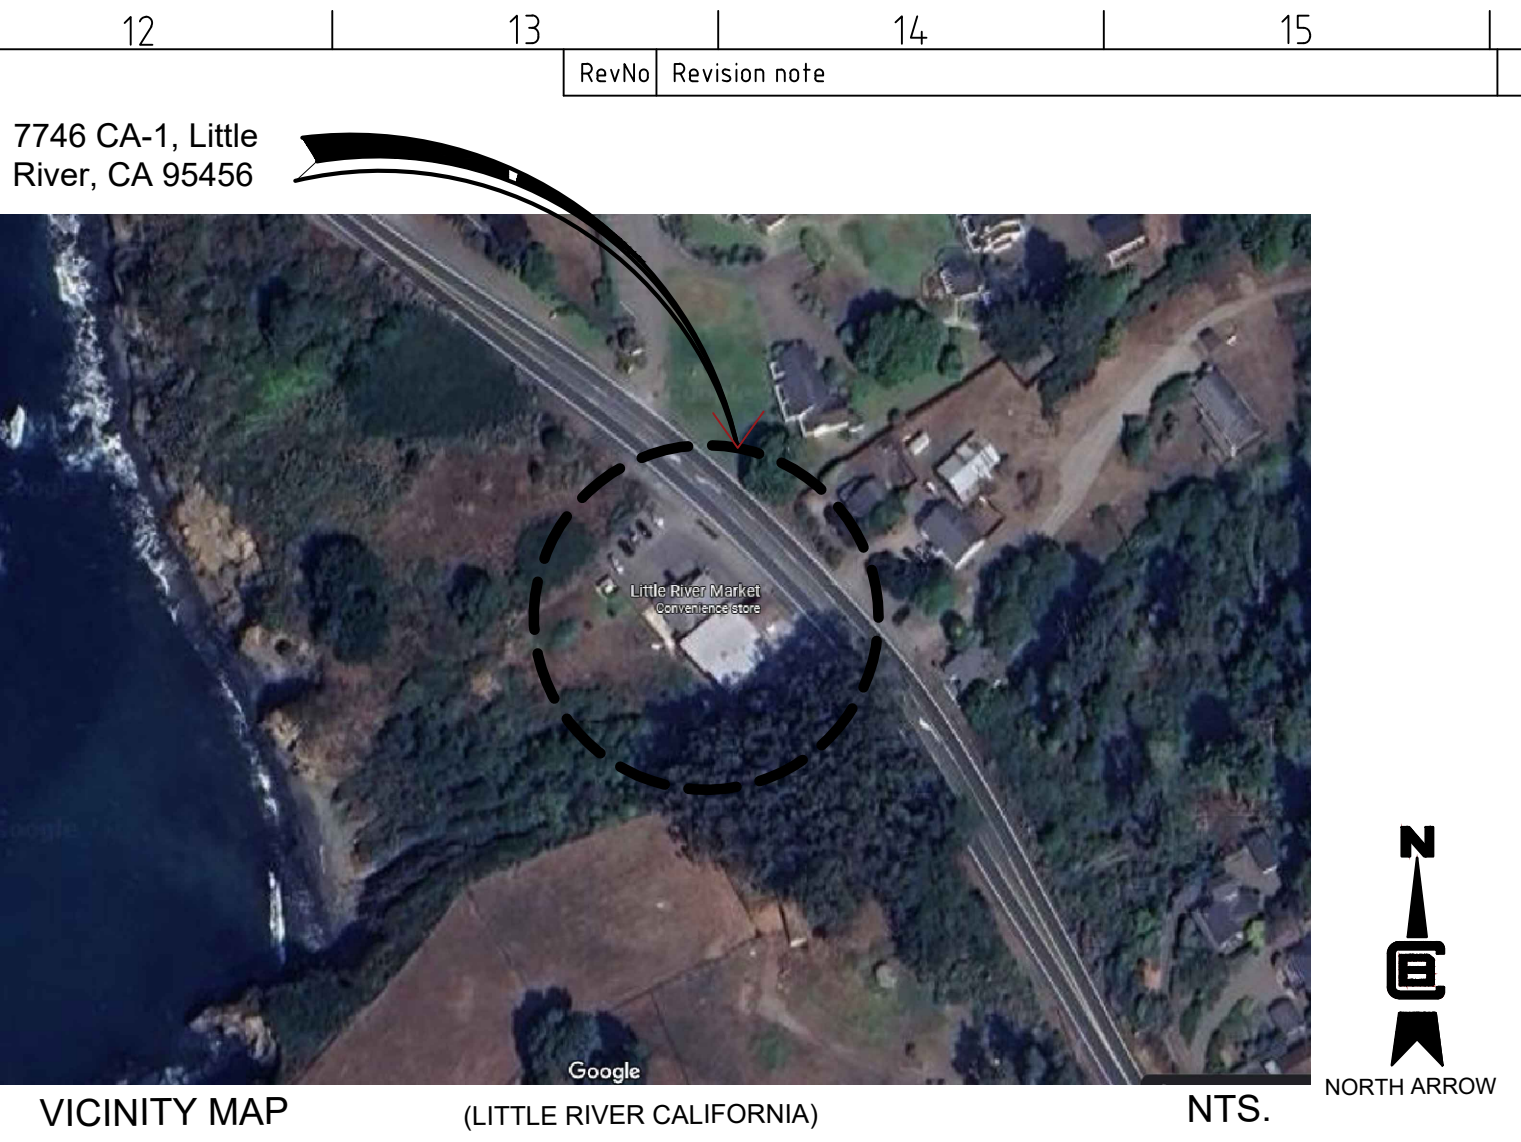 12 13 14 15
RevNo Revision note
7746 CA-1, Little
River, CA 95456
Little River Market
Convenience store
Google
N
NORTH ARROW
VICINITY MAP (LITTLE RIVER CALIFORNIA) NTS.